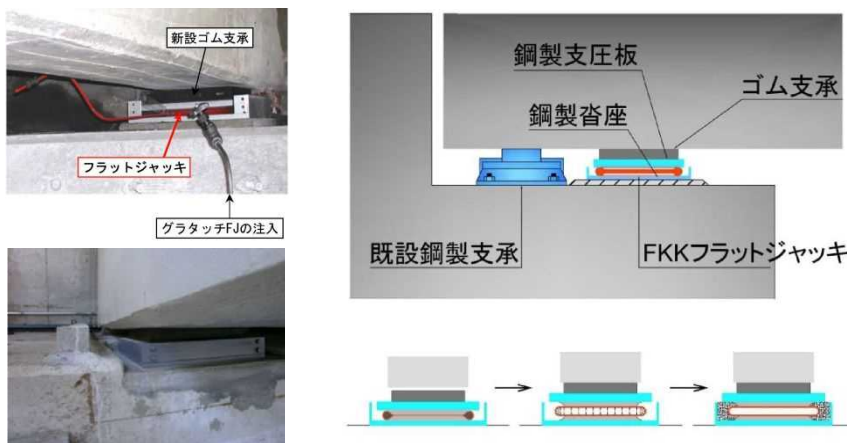 新設ゴム支承
フラットジャッキ
グラタッチFJの注入
鋼製支圧板
ゴム支承
鋼製沓座
既設鋼製支承
FKKフラットジャッキ